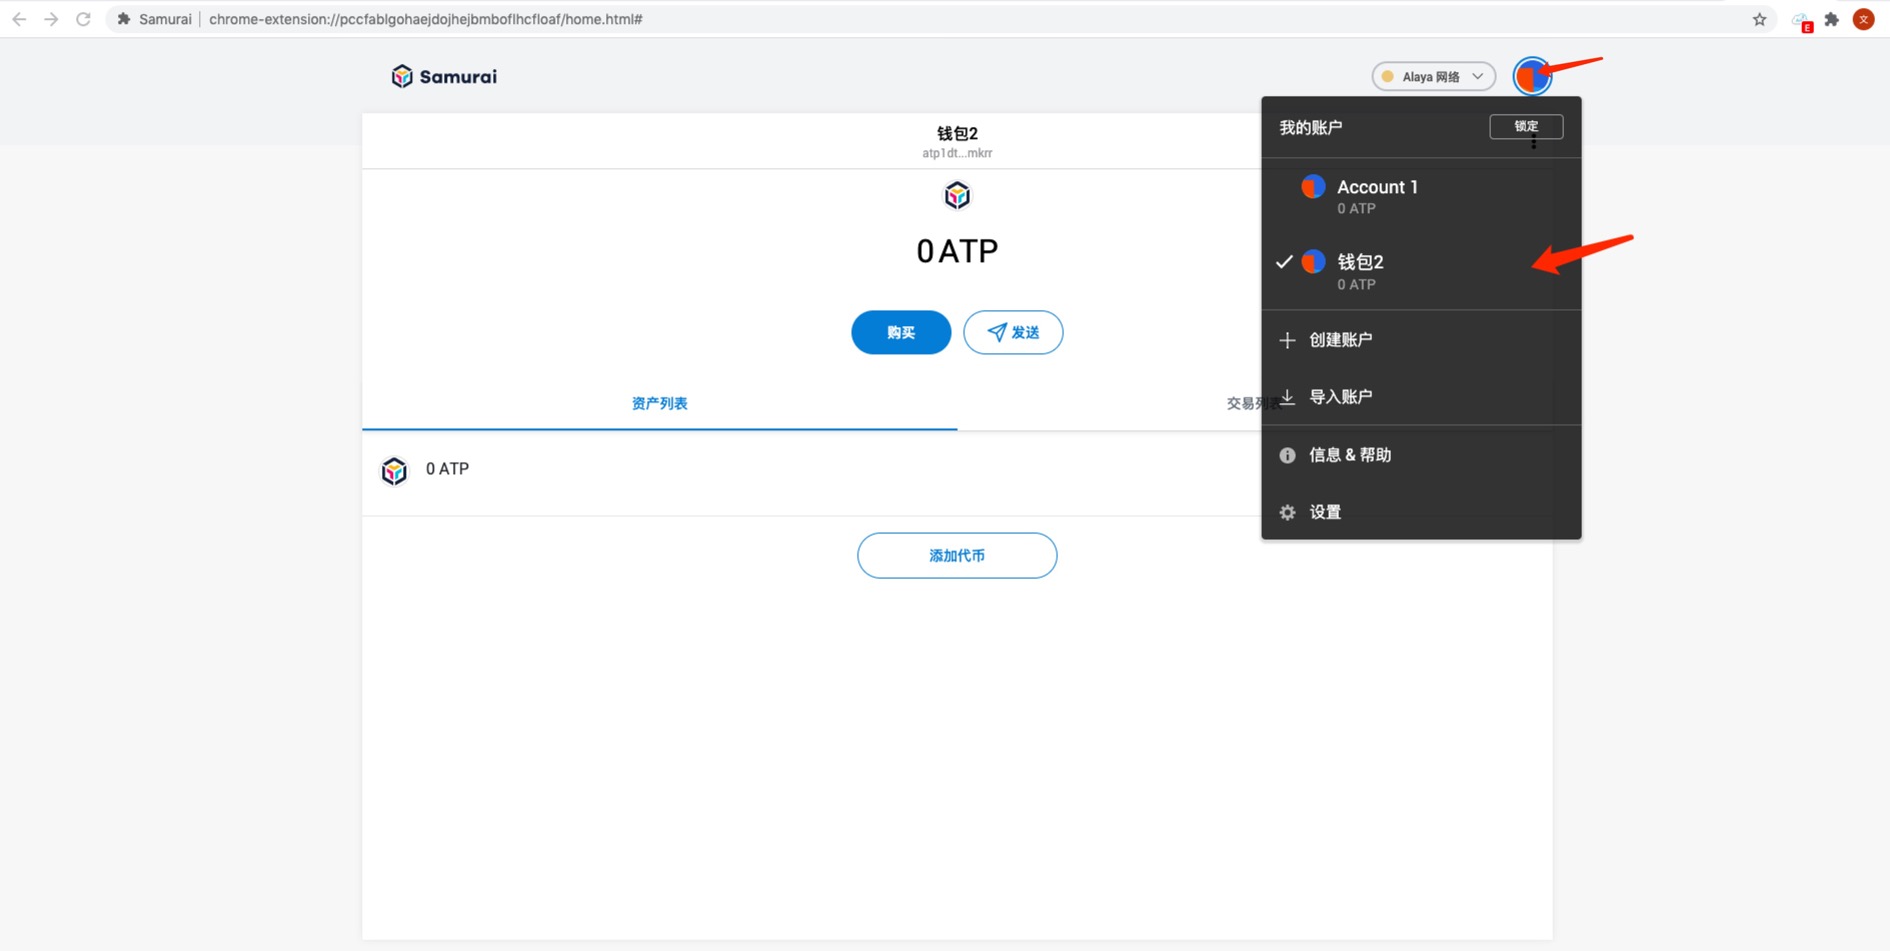 Samurai chrome-extension://pccfablgohaejdojhejbmboflhcfloaf/home.html#
E
文
Samurai
Alaya 网络
钱包2
atp1dt...mkrr
0 ATP
购买
发送
资产列表
交易列表
0 ATP
添加代币
我的账户
锁定
Account 1
0 ATP
钱包2
0 ATP
创建账户
导入账户
信息 & 帮助
设置